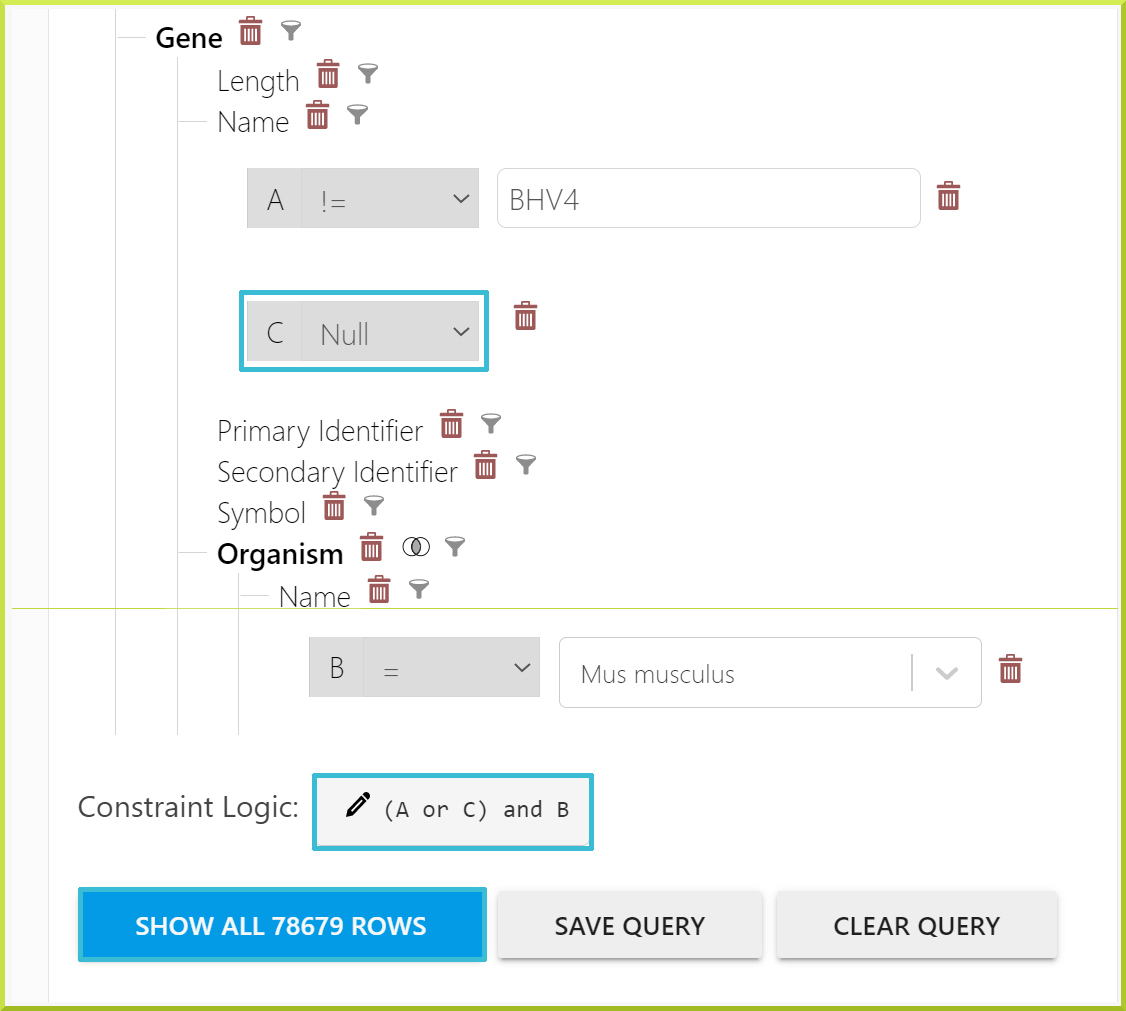 Gene
Length
Name
A != BHV4
C Null
Primary Identifier
Secondary Identifier
Symbol
Organism
Name
B = Mus musculus
Constraint Logic: (A or C) and B
SHOW ALL 78679 ROWS SAVE QUERY CLEAR QUERY